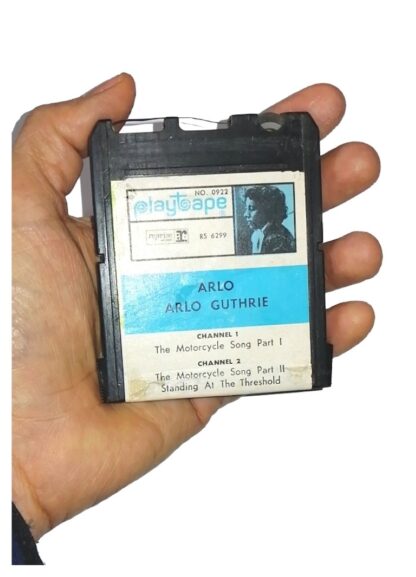 NO. 0922
playtape
reprise
RS 6299
ARLO
ARLO GUTHRIE
CHANNEL 1
The Motorcycle Song Part I
CHANNEL 2
The Motorcycle Song Part II
Standing At The Threshold